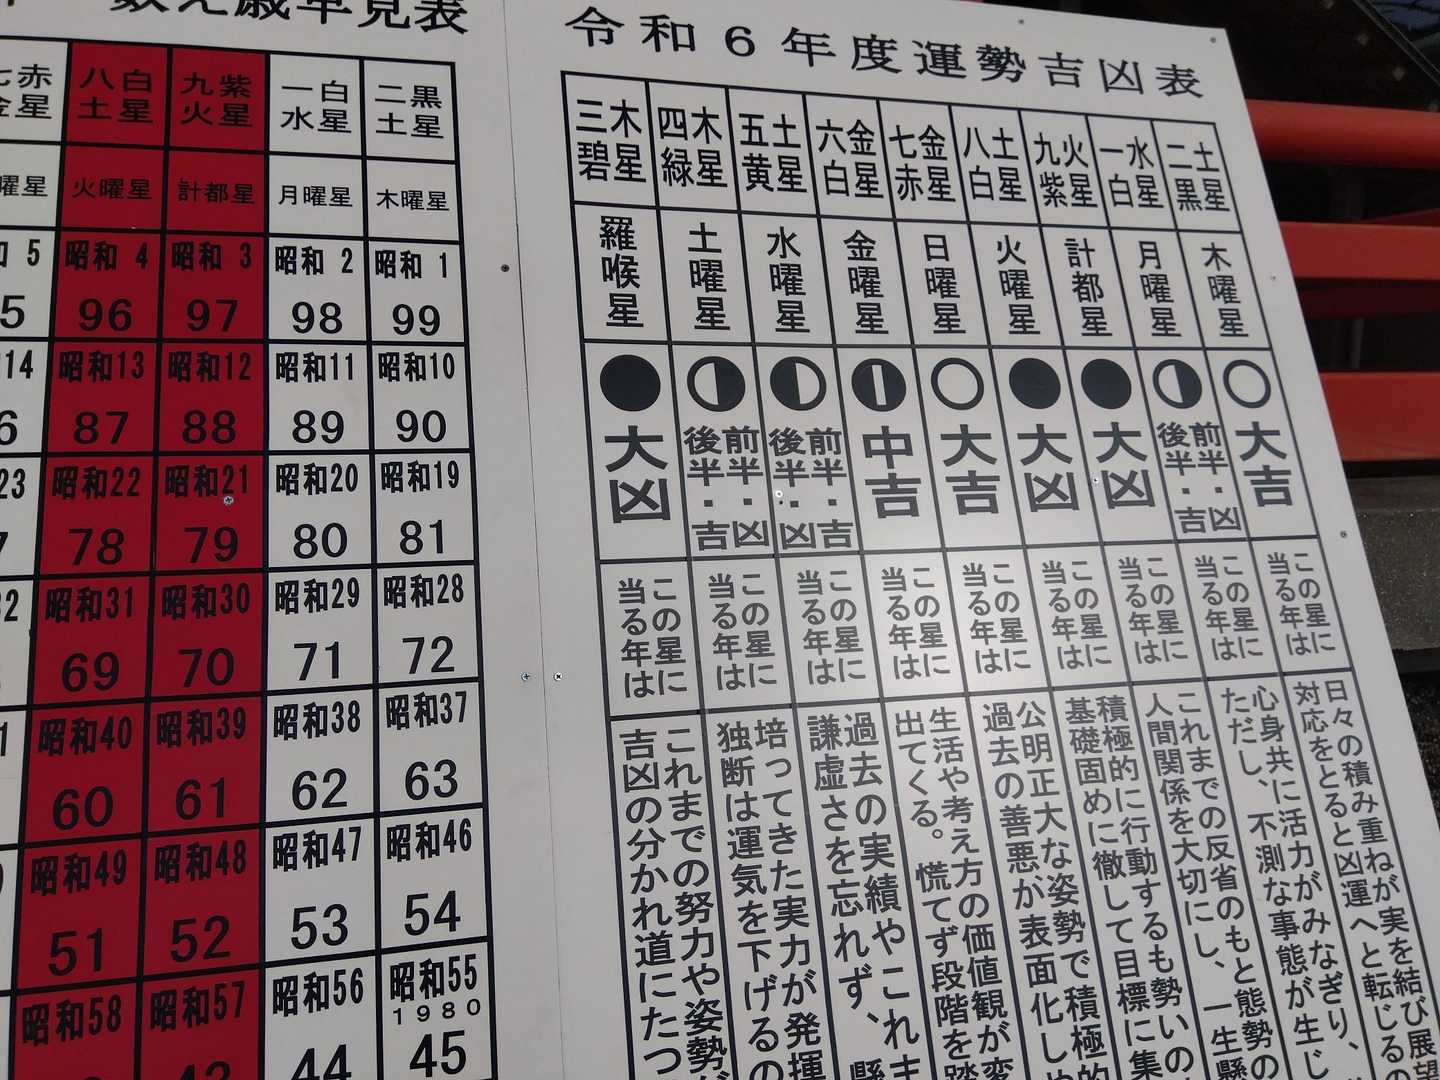 数え歳早見表
赤星 八白土星 九紫火星 一白水星 二黒土星
曜星 火曜星 計都星 月曜星 木曜星
5 昭和4 昭和3 昭和2 昭和1
5 96 97 98 99
14 昭和13 昭和12 昭和11 昭和10
6 87 88 89 90
23 昭和22 昭和21 昭和20 昭和19
7 78 79 80 81
32 昭和31 昭和30 昭和29 昭和28
69 70 71 72
昭和40 昭和39 昭和38 昭和37
60 61 62 63
昭和49 昭和48 昭和47 昭和46
51 52 53 54
昭和58 昭和57 昭和56 昭和55
1980
44 45
令和6年度運勢吉凶表
三碧木星 四緑木星 五黄土星 六白金星 七赤金星 八白土星 九紫火星 一白水星 二黒土星
羅喉星 土曜星 水曜星 金曜星 日曜星 火曜星 計都星 月曜星 木曜星
大凶 前半・凶 後半・吉 前半・吉 後半・凶 中吉 大吉 大凶 大凶 前半・凶 後半・吉 大吉
この星に当る年は この星に当る年は この星に当る年は この星に当る年は この星に当る年は この星に当る年は この星に当る年は この星に当る年は この星に当る年は
日々の積み重ねが実を結び展望
対応をとると凶運へと転じるの
心身共に活力がみなぎり、
ただし、不測な事態が生じ
これまでの反省のもと態勢の
人間関係を大切にし、一生懸
積極的に行動するも勢いの
基礎固めに徹して目標に集
公明正大な姿勢で積極的
過去の善悪が表面化し
生活や考え方の価値観が変
出てくる。慌てず段階を踏
過去の実績やこれま
謙虚さを忘れず、懸
培ってきた実力が発揮
独断は運気を下げるの
これまでの努力や姿勢が
吉凶の分かれ道にたつ